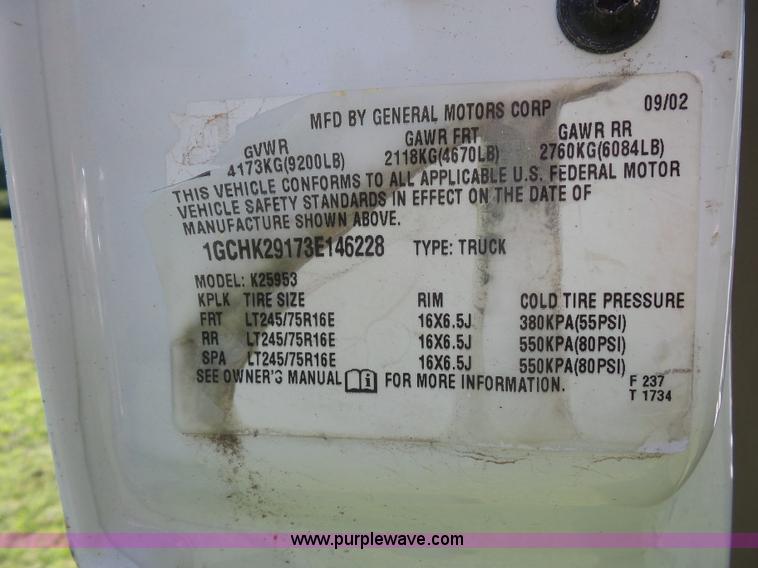 MFD BY GENERAL MOTORS CORP 09/02
GVWR GAWR FRT GAWR RR
4173KG(9200LB) 2118KG(4670LB) 2760KG(6084LB)
THIS VEHICLE CONFORMS TO ALL APPLICABLE U.S. FEDERAL MOTOR
VEHICLE SAFETY STANDARDS IN EFFECT ON THE DATE OF
MANUFACTURE SHOWN ABOVE.
1GCHK29173E146228 TYPE: TRUCK
MODEL: K25953
KPLK TIRE SIZE RIM COLD TIRE PRESSURE
FRT LT245/75R16E 16X6.5J 380KPA(55PSI)
RR LT245/75R16E 16X6.5J 550KPA(80PSI)
SPA LT245/75R16E 16X6.5J 550KPA(80PSI)
SEE OWNER'S MANUAL i FOR MORE INFORMATION.
F 237
T 1734
www.purplewave.com